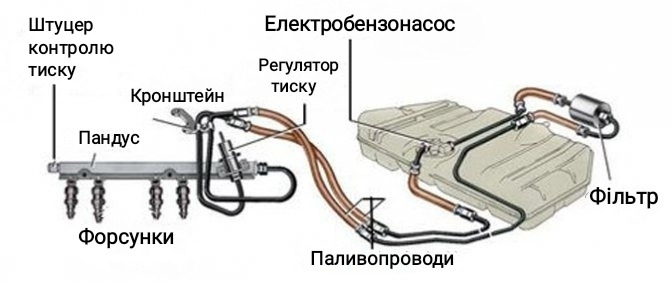 Штуцер
контролю
тиску
Електробензонасос
Регулятор
тиску
Кронштейн
Пандус
Форсунки
Паливопроводи
Фільтр